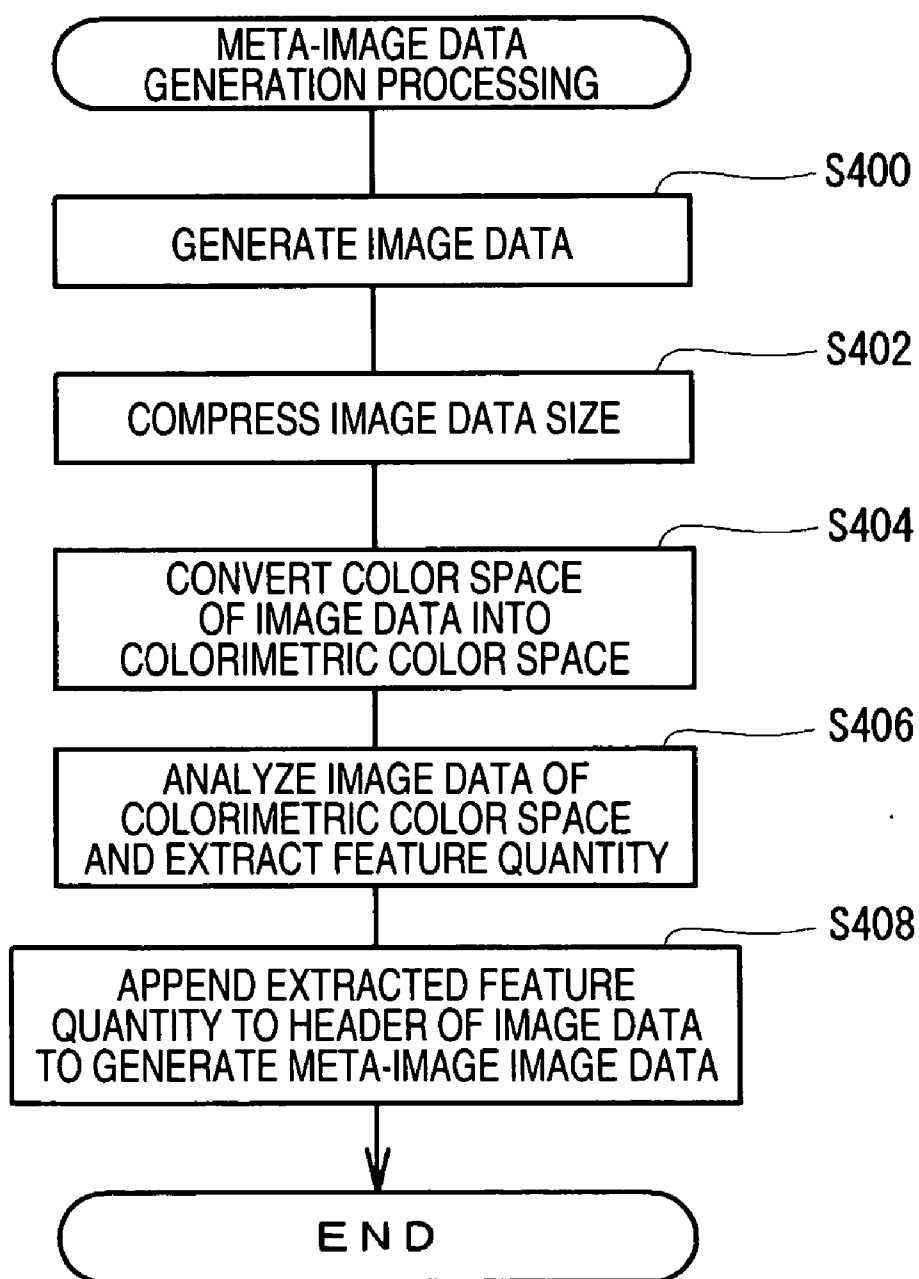 META-IMAGE DATA
GENERATION PROCESSING
S400
GENERATE IMAGE DATA
S402
COMPRESS IMAGE DATA SIZE
S404
CONVERT COLOR SPACE
OF IMAGE DATA INTO
COLORIMETRIC COLOR SPACE
S406
ANALYZE IMAGE DATA OF
COLORIMETRIC COLOR SPACE
AND EXTRACT FEATURE QUANTITY
S408
APPEND EXTRACTED FEATURE
QUANTITY TO HEADER OF IMAGE DATA
TO GENERATE META-IMAGE IMAGE DATA
END